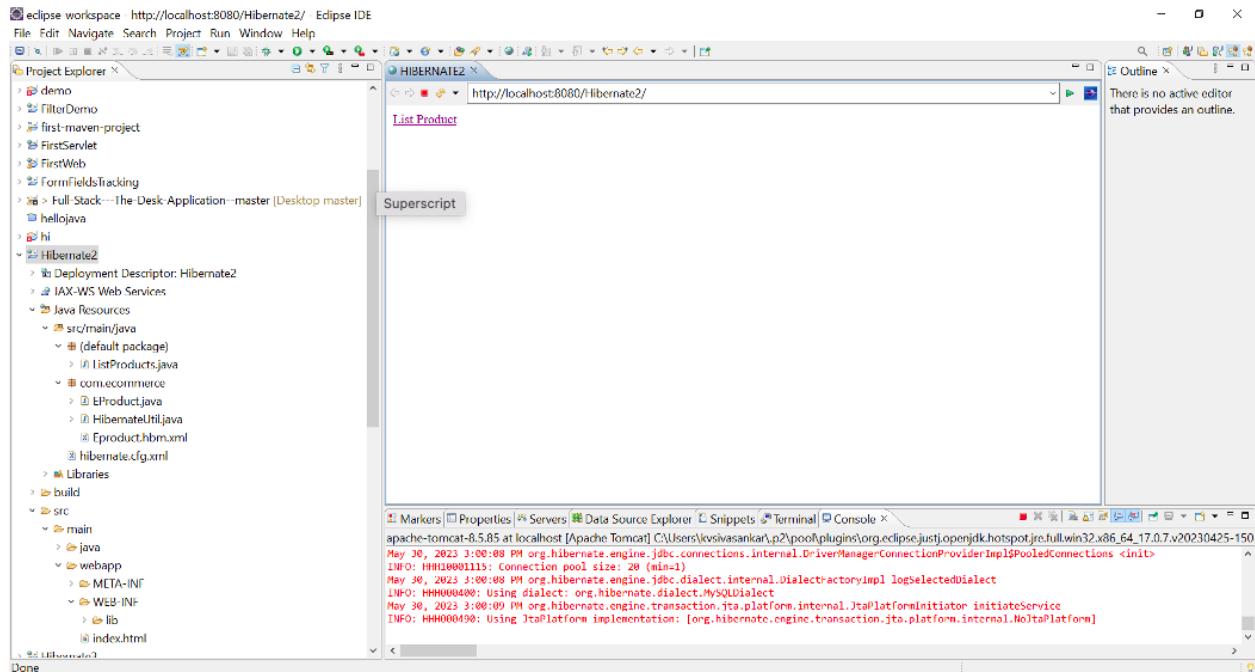 eclipse workspace - http://localhost:8080/Hibernate2/ - Eclipse IDE
File Edit Navigate Search Project Run Window Help
Project Explorer
HIBERNATE2
Outline
http://localhost:8080/Hibernate2/
There is no active editor
that provides an outline.
List Product
demo
FilterDemo
first-maven-project
FirstServlet
FirstWeb
FormFieldsTracking
> Full-Stack---The-Desk-Application--master [Desktop master]
hellojava
hi
Hibernate2
Deployment Descriptor: Hibernate2
JAX-WS Web Services
Java Resources
src/main/java
(default package)
ListProducts.java
com.ecommerce
EProduct.java
HibernateUtil.java
Eproduct.hbm.xml
hibernate.cfg.xml
Libraries
build
src
main
java
webapp
META-INF
WEB-INF
lib
index.html
Hibernate3
Superscript
Markers Properties Servers Data Source Explorer Snippets Terminal Console
apache-tomcat-8.5.85 at localhost [Apache Tomcat] C:\Users\kvsivasankar\.p2\pool\plugins\org.eclipse.justj.openjdk.hotspot.jre.full.win32.x86_64_17.0.7.v20230425-150
May 30, 2023 3:00:08 PM org.hibernate.engine.jdbc.connections.internal.DriverManagerConnectionProviderImpl$PooledConnections <init>
INFO: HHH10001115: Connection pool size: 20 (min=1)
May 30, 2023 3:00:08 PM org.hibernate.engine.jdbc.dialect.internal.DialectFactoryImpl logSelectedDialect
INFO: HHH000400: Using dialect: org.hibernate.dialect.MySQLDialect
May 30, 2023 3:00:09 PM org.hibernate.engine.transaction.jta.platform.internal.JtaPlatformInitiator initiateService
INFO: HHH000490: Using JtaPlatform implementation: [org.hibernate.engine.transaction.jta.platform.internal.NoJtaPlatform]
Done